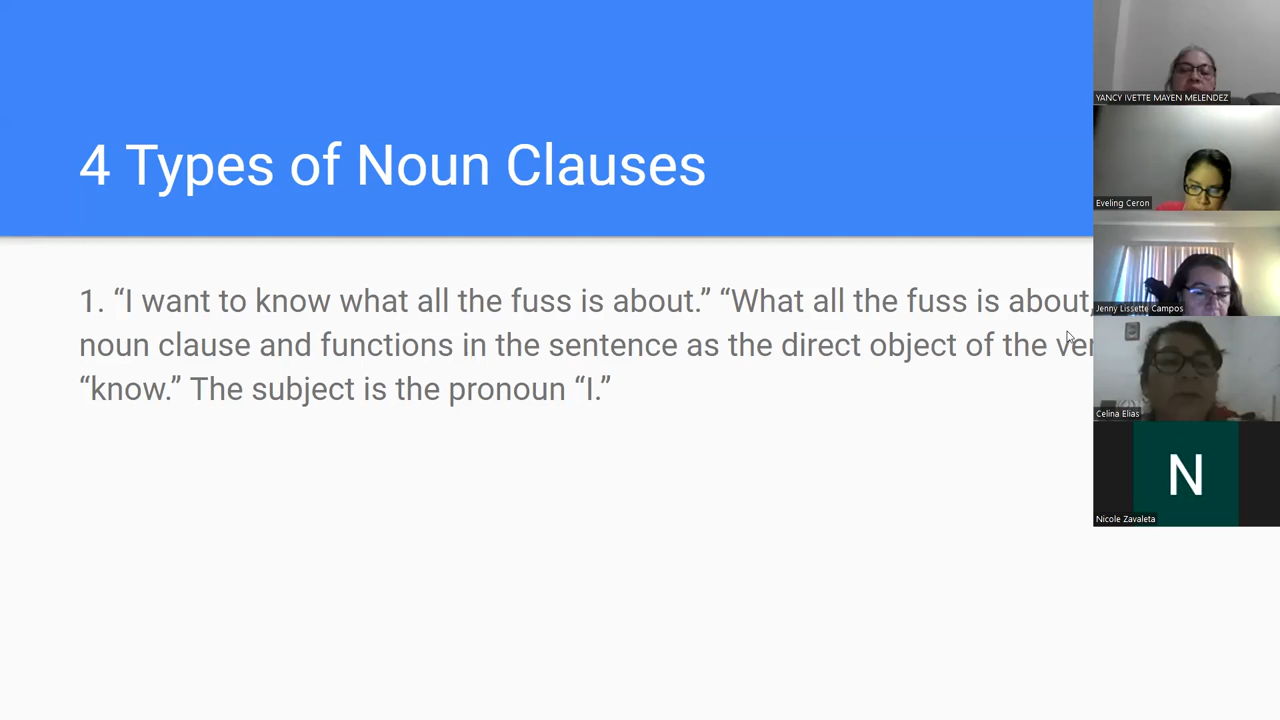 4 Types of Noun Clauses
1. “I want to know what all the fuss is about.” “What all the fuss is about,
noun clause and functions in the sentence as the direct object of the
“know.” The subject is the pronoun “I.”
YANCY IVETTE MAYEN MELENDEZ
Eveling Ceron
Jenny Lissette Campos
Celina Elias
N
Nicole Zavaleta